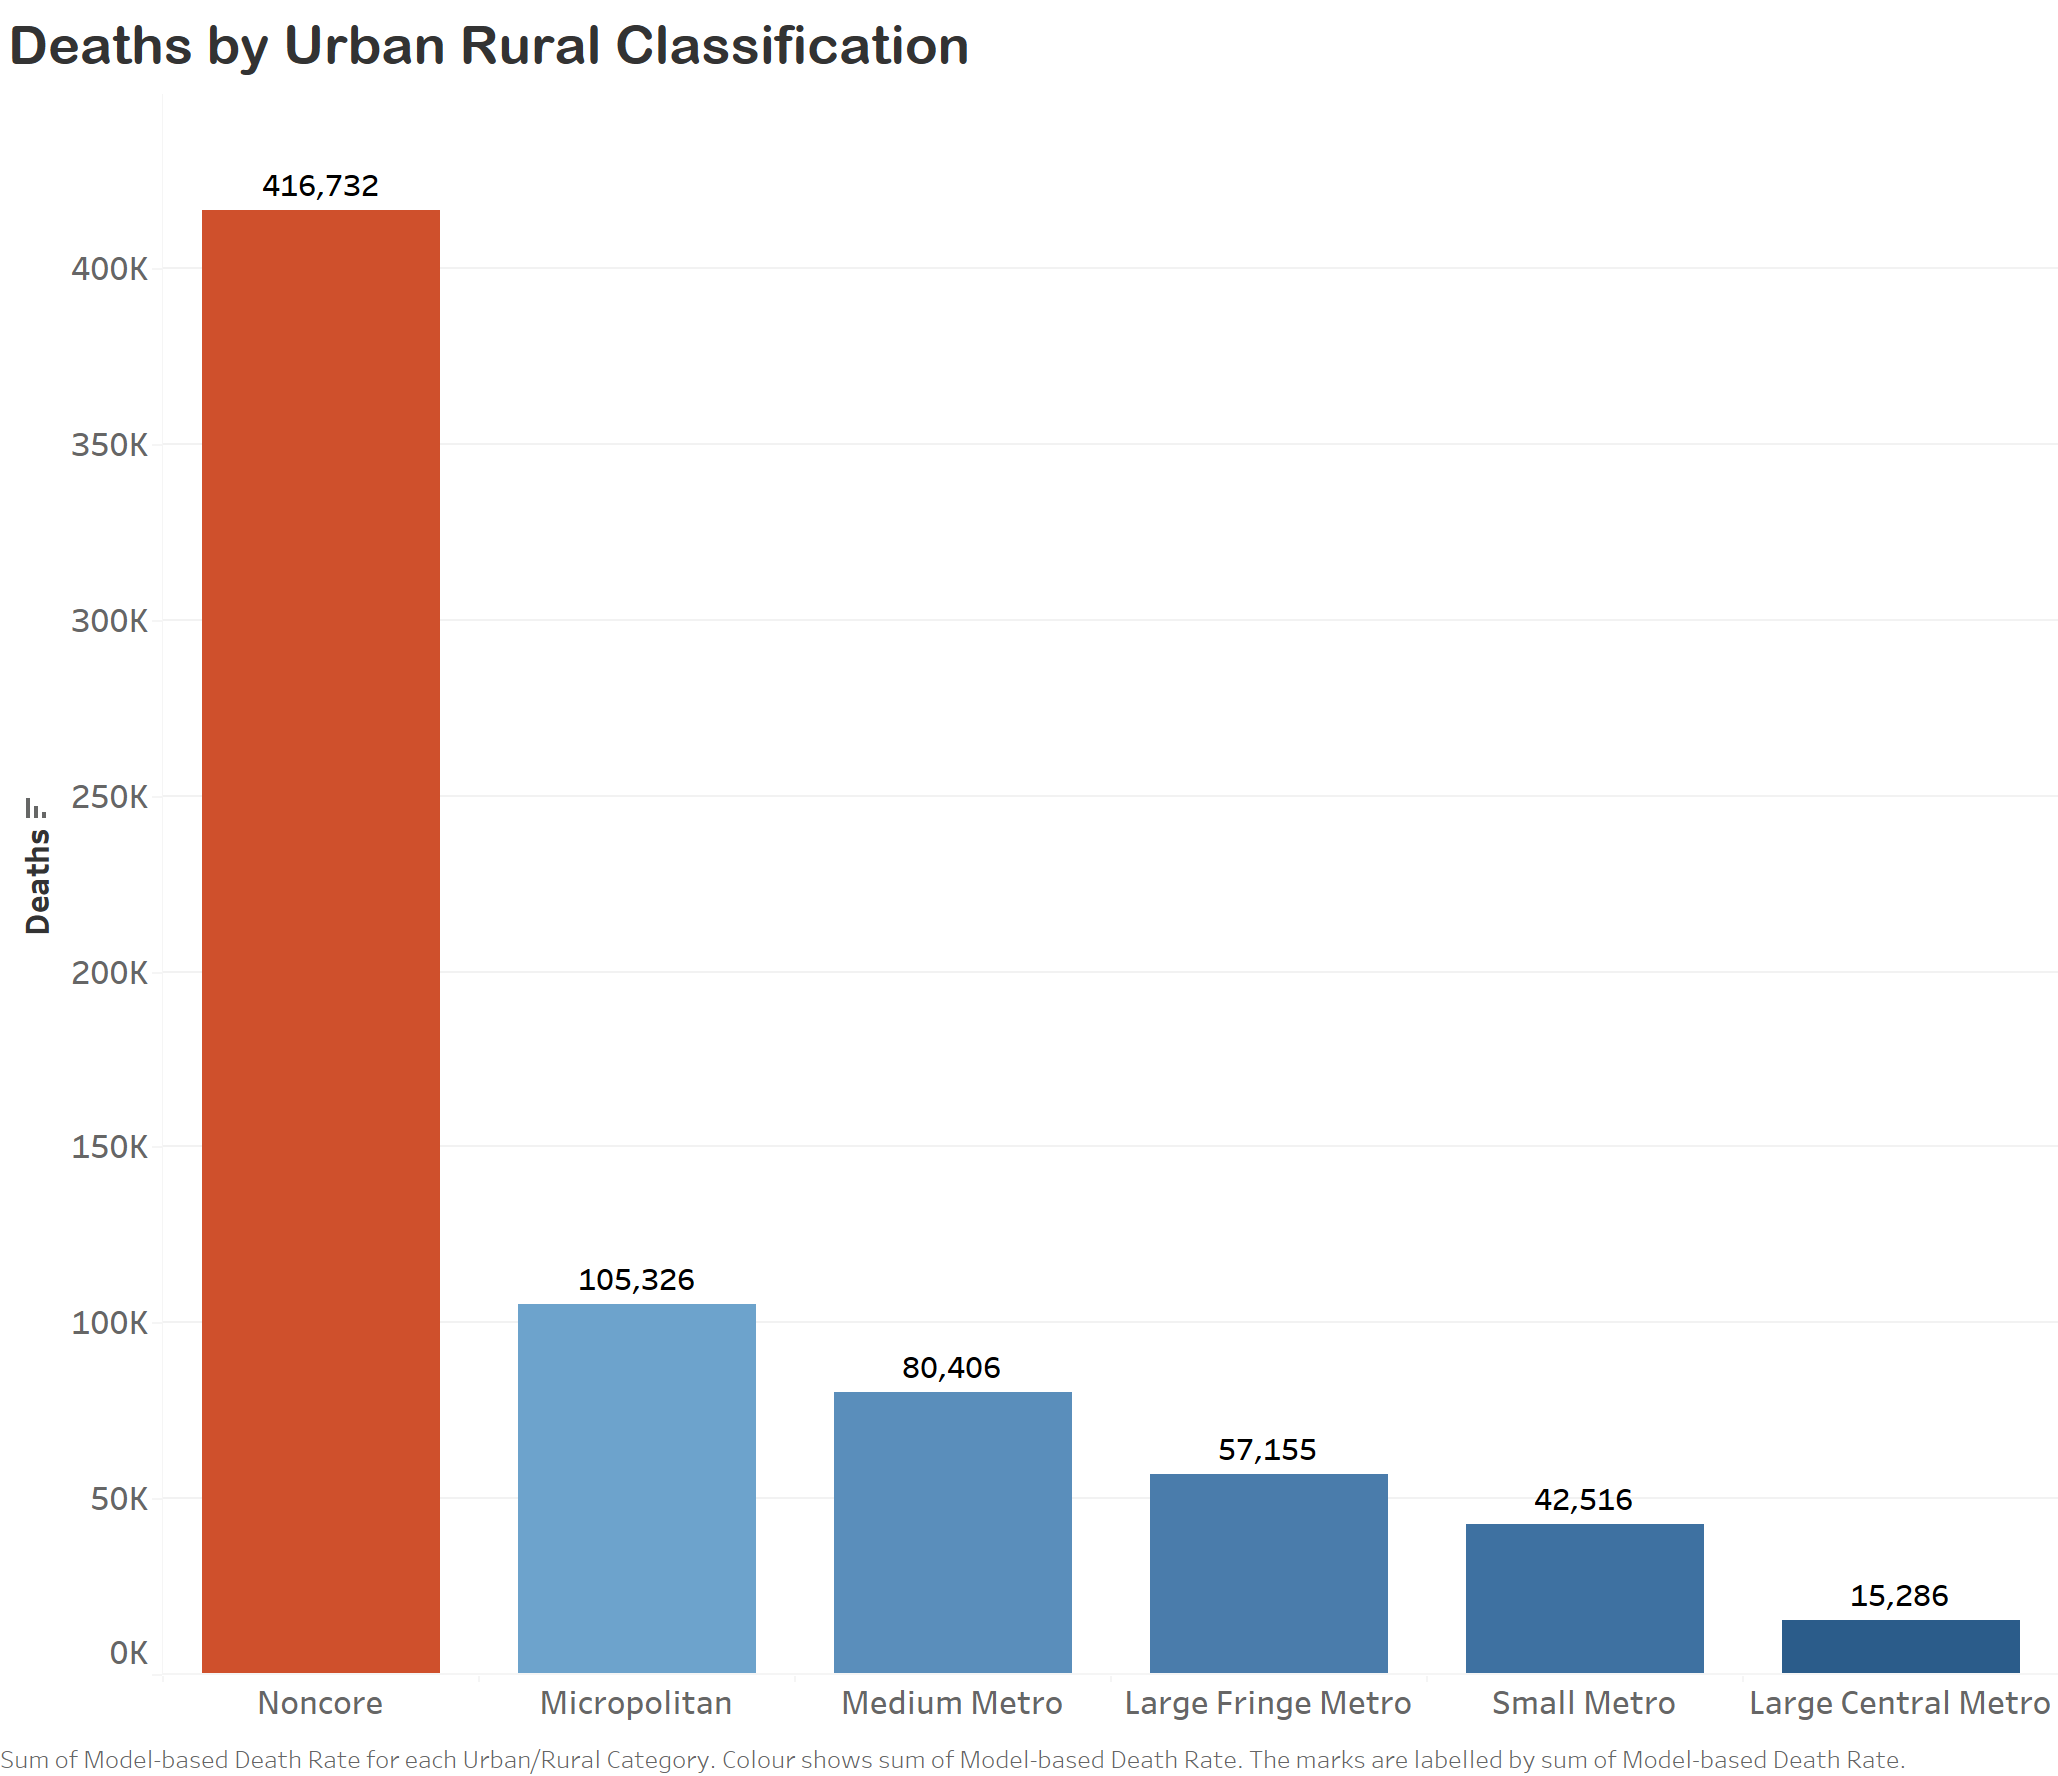 Deaths by Urban Rural Classification
416,732
400K
350K
300K
250K
200K
150K
100K
50K
0K
Deaths
105,326
80,406
57,155
42,516
15,286
Noncore
Micropolitan
Medium Metro
Large Fringe Metro
Small Metro
Large Central Metro
Sum of Model-based Death Rate for each Urban/Rural Category. Colour shows sum of Model-based Death Rate. The marks are labelled by sum of Model-based Death Rate.